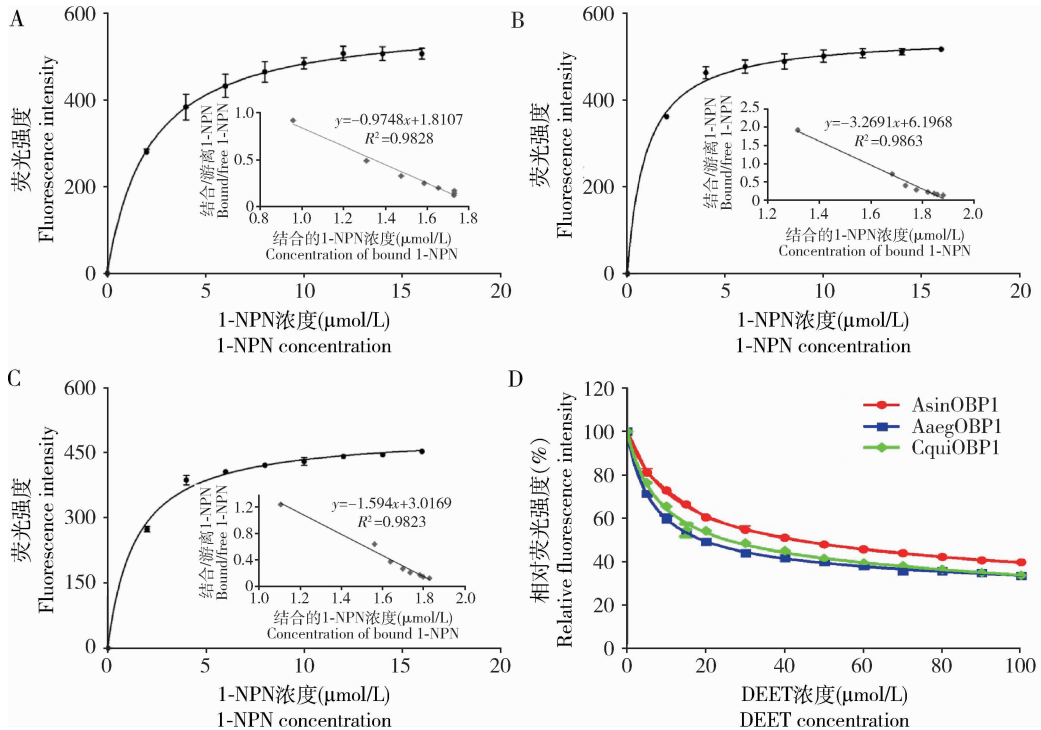 A
600
400
200
0
荧光强度
Fluorescence intensity
0
5
10
15
20
1-NPN浓度(μmol/L)
1-NPN concentration
y=−0.9748x+1.8107
R²=0.9828
结合/游离1-NPN
Bound/free 1-NPN
1.0
0.5
0
0.8
1.2
1.4
1.6
1.8
结合的1-NPN浓度(μmol/L)
Concentration of bound 1-NPN
B
600
400
200
0
荧光强度
Fluorescence intensity
0
5
10
15
20
1-NPN浓度(μmol/L)
1-NPN concentration
y=−3.2691x+6.1968
R²=0.9863
结合/游离1-NPN
Bound/free 1-NPN
2.5
2.0
1.5
1.0
0.5
0
1.2
1.4
1.6
1.8
2.0
结合的1-NPN浓度(μmol/L)
Concentration of bound 1-NPN
C
600
450
300
150
0
荧光强度
Fluorescence intensity
0
5
10
15
20
1-NPN浓度(μmol/L)
1-NPN concentration
y=−1.594x+3.0169
R²=0.9823
结合/游离1-NPN
Bound/free 1-NPN
1.2
0.8
0.4
0
1.0
1.2
1.4
1.6
1.8
2.0
结合的1-NPN浓度(μmol/L)
Concentration of bound 1-NPN
D
120
100
80
60
40
20
0
相对荧光强度(%)
Relative fluorescence intensity
AsinOBP1
AaegOBP1
CquiOBP1
0
20
40
60
80
100
DEET浓度(μmol/L)
DEET concentration